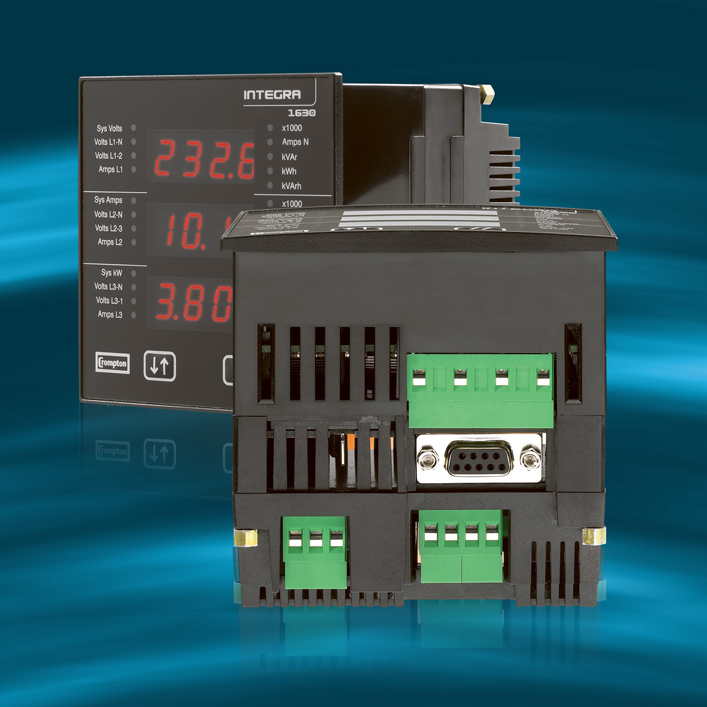 INTEGRA
1630
Sys Volts
Volts L1-N
Volts L1-2
Amps L1
232.6
x1000
Amps N
kVAr
kWh
kVArh
Sys Amps
Volts L2-N
Volts L2-3
Amps L2
10.
x1000
Sys kW
Volts L3-N
Volts L3-1
Amps L3
3.80
Crompton